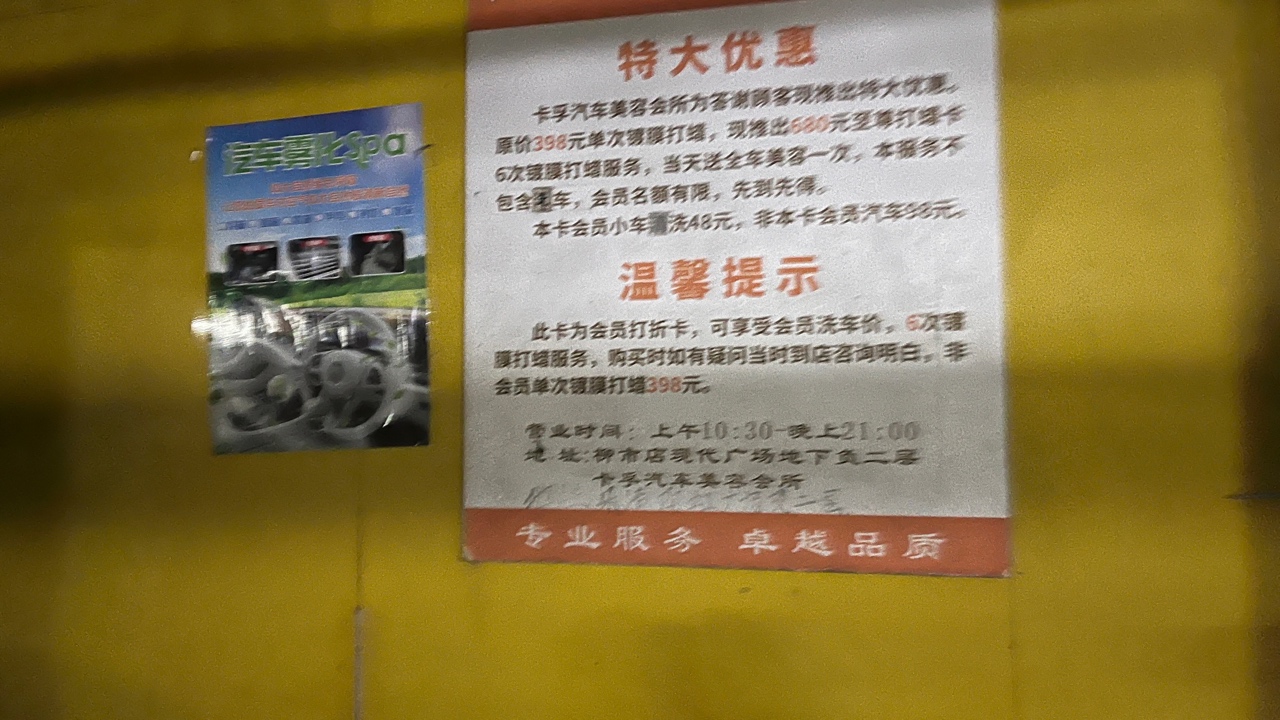 汽车雾化Spa
特大优惠
卡孚汽车美容会所为答谢顾客现推出特大优惠。
原价398元单次镀膜打蜡，现推出680元至尊打蜡卡
6次镀膜打蜡服务，当天送全车美容一次，本服务不
包含 车，会员名额有限，先到先得。
本卡会员小车清洗48元，非本卡会员汽车98元。
温馨提示
此卡为会员打折卡，可享受会员洗车价，6次镀
膜打蜡服务，购买时如有疑问当时到店咨询明白，非
会员单次镀膜打蜡398元。
营业时间：上午10:30-晚上21:00
地 址:柳市店现代广场地下负二层
卡孚汽车美容会所
专业服务 卓越品质